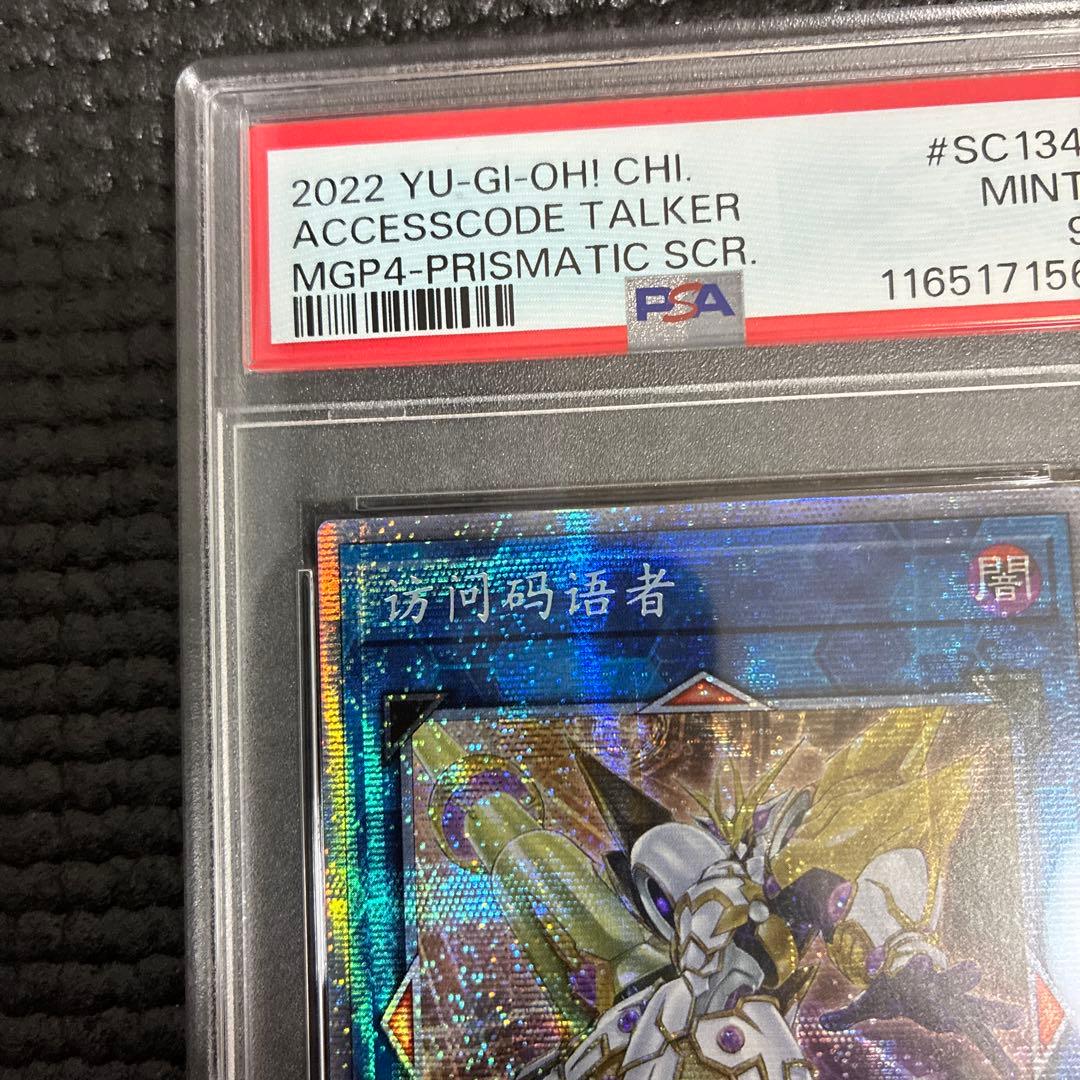 2022 YU-GI-OH! CHI.
ACCESSCODE TALKER
MGP4-PRISMATIC SCR.
#SC134
MINT
11651715
PSA
访问码语者
闇